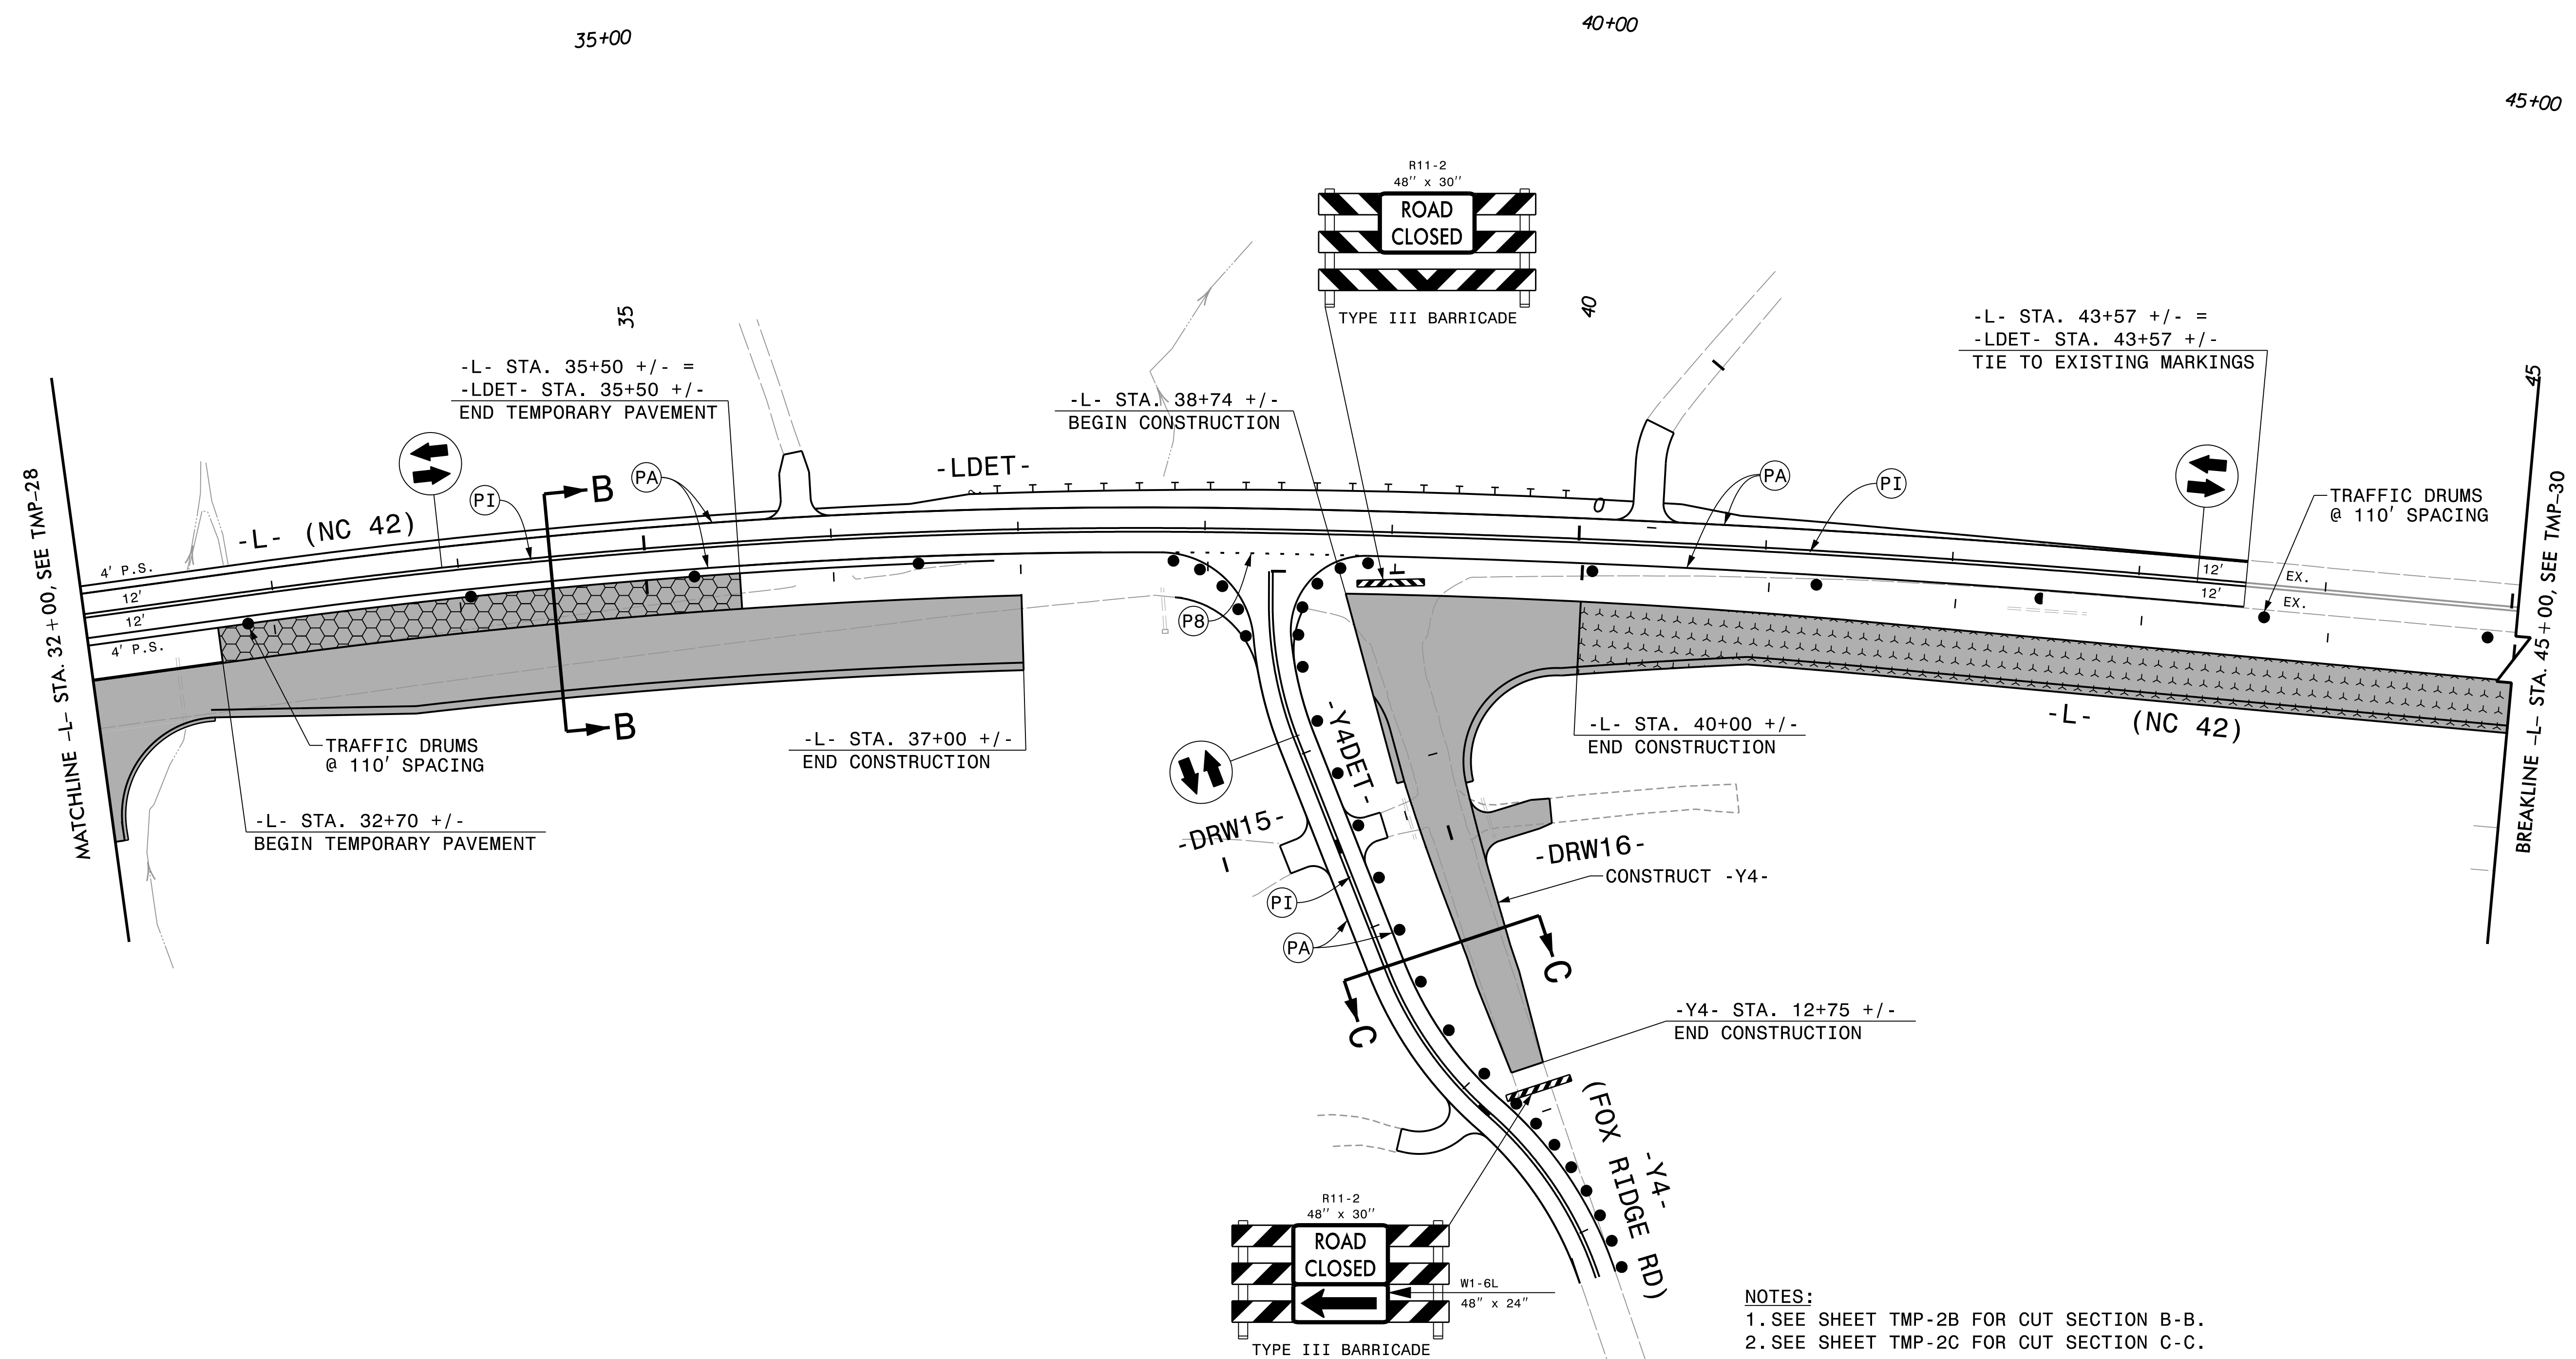 35+00
40+00
45+00
R11-2
48" x 30"
ROAD
CLOSED
TYPE III BARRICADE
35
40
45
-L- STA. 35+50 +/- =
-LDET- STA. 35+50 +/-
END TEMPORARY PAVEMENT
-L- STA. 38+74 +/-
BEGIN CONSTRUCTION
-L- STA. 43+57 +/- =
-LDET- STA. 43+57 +/-
TIE TO EXISTING MARKINGS
MATCHLINE -L- STA. 32+00, SEE TMP-28
-L- (NC 42)
PI
B
PA
-LDET-
0
PA
PI
TRAFFIC DRUMS
@ 110' SPACING
BREAKLINE -L- STA. 45+00, SEE TMP-30
4' P.S.
12'
12'
4' P.S.
12'
EX.
12'
EX.
P8
B
TRAFFIC DRUMS
@ 110' SPACING
-L- STA. 32+70 +/-
BEGIN TEMPORARY PAVEMENT
-L- STA. 37+00 +/-
END CONSTRUCTION
-Y4DET-
-L- STA. 40+00 +/-
END CONSTRUCTION
-L- (NC 42)
-DRW15-
-DRW16-
CONSTRUCT -Y4-
PI
PA
C
C
-Y4- STA. 12+75 +/-
END CONSTRUCTION
-Y4-
(FOX RIDGE RD)
R11-2
48" x 30"
ROAD
CLOSED
W1-6L
48" x 24"
TYPE III BARRICADE
NOTES:
1. SEE SHEET TMP-2B FOR CUT SECTION B-B.
2. SEE SHEET TMP-2C FOR CUT SECTION C-C.